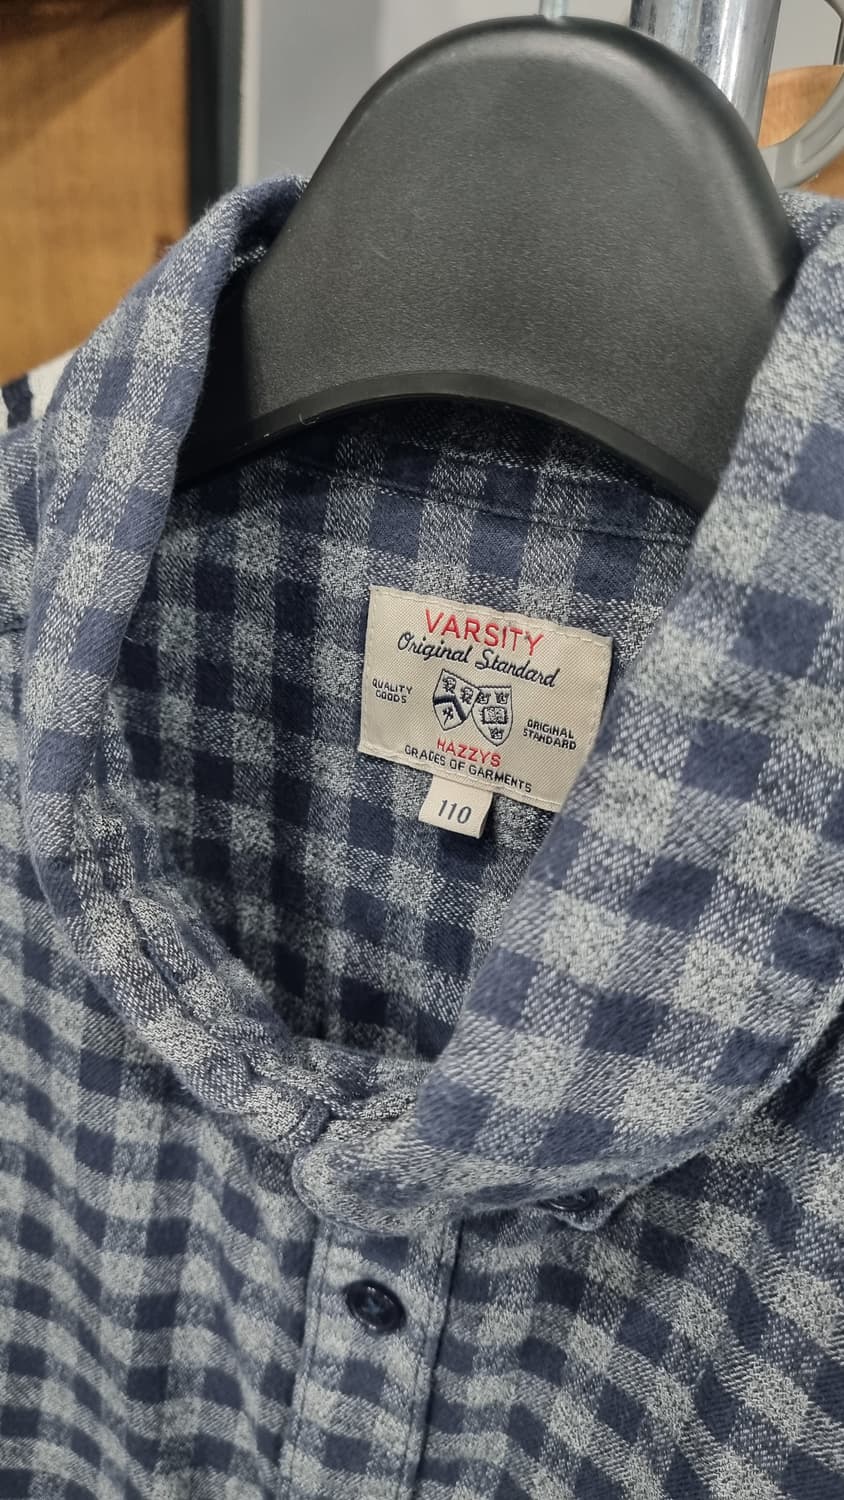 VARSITY
Original Standard
QUALITY
GOODS
ORIGINAL
STANDARD
HAZZYS
GRADES OF GARMENTS
110